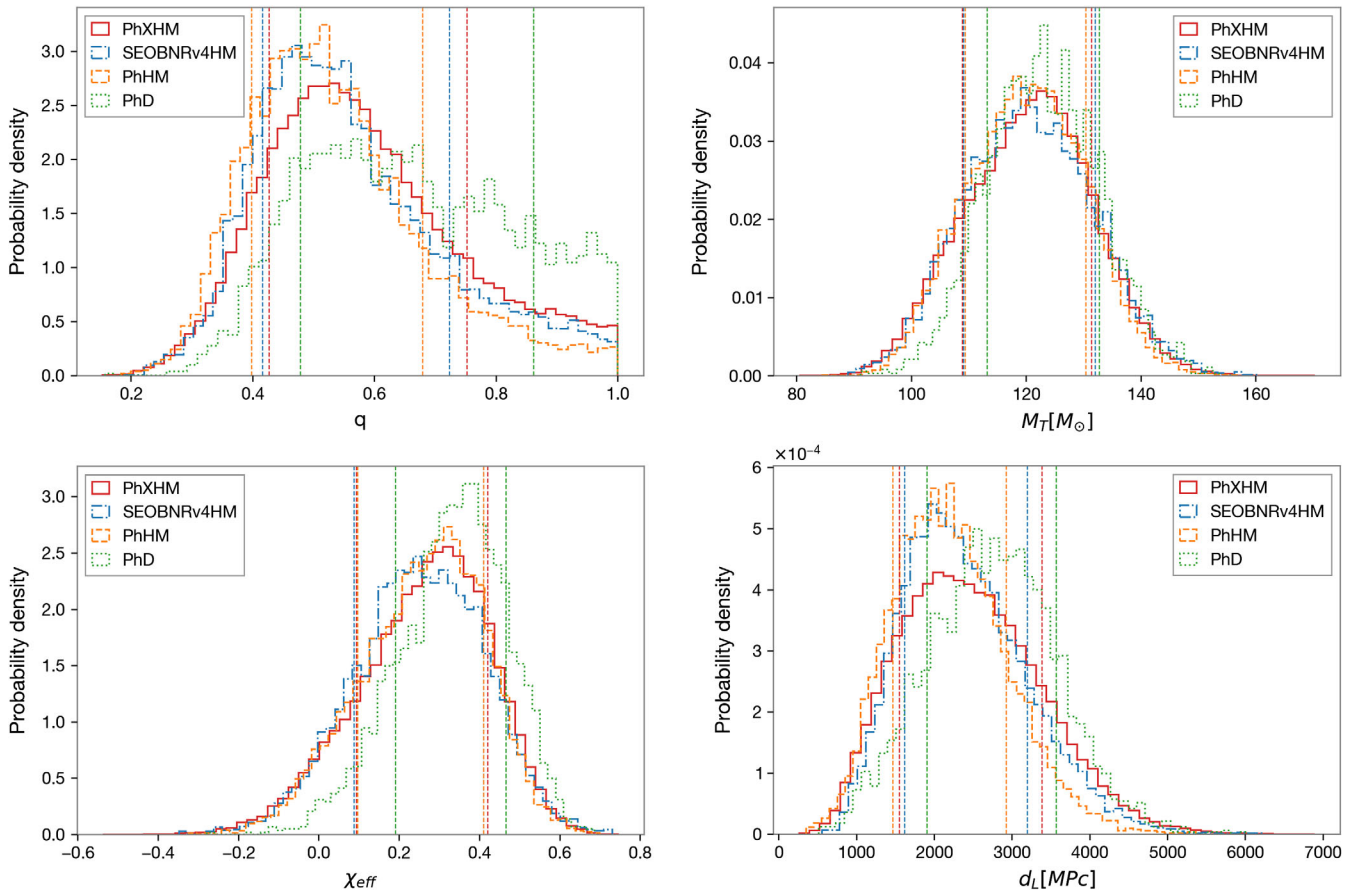 PhXHM
SEOBNRv4HM
PhHM
PhD
Probability density
3.0
2.5
2.0
1.5
1.0
0.5
0.0
0.2 0.4 0.6 0.8 1.0
q
PhXHM
SEOBNRv4HM
PhHM
PhD
Probability density
0.04
0.03
0.02
0.01
0.00
80 100 120 140 160
M_T[M_⊙]
PhXHM
SEOBNRv4HM
PhHM
PhD
Probability density
3.0
2.5
2.0
1.5
1.0
0.5
0.0
−0.6 −0.4 −0.2 0.0 0.2 0.4 0.6 0.8
χ_eff
×10⁻⁴
PhXHM
SEOBNRv4HM
PhHM
PhD
Probability density
6
5
4
3
2
1
0
0 1000 2000 3000 4000 5000 6000 7000
d_L[MPc]